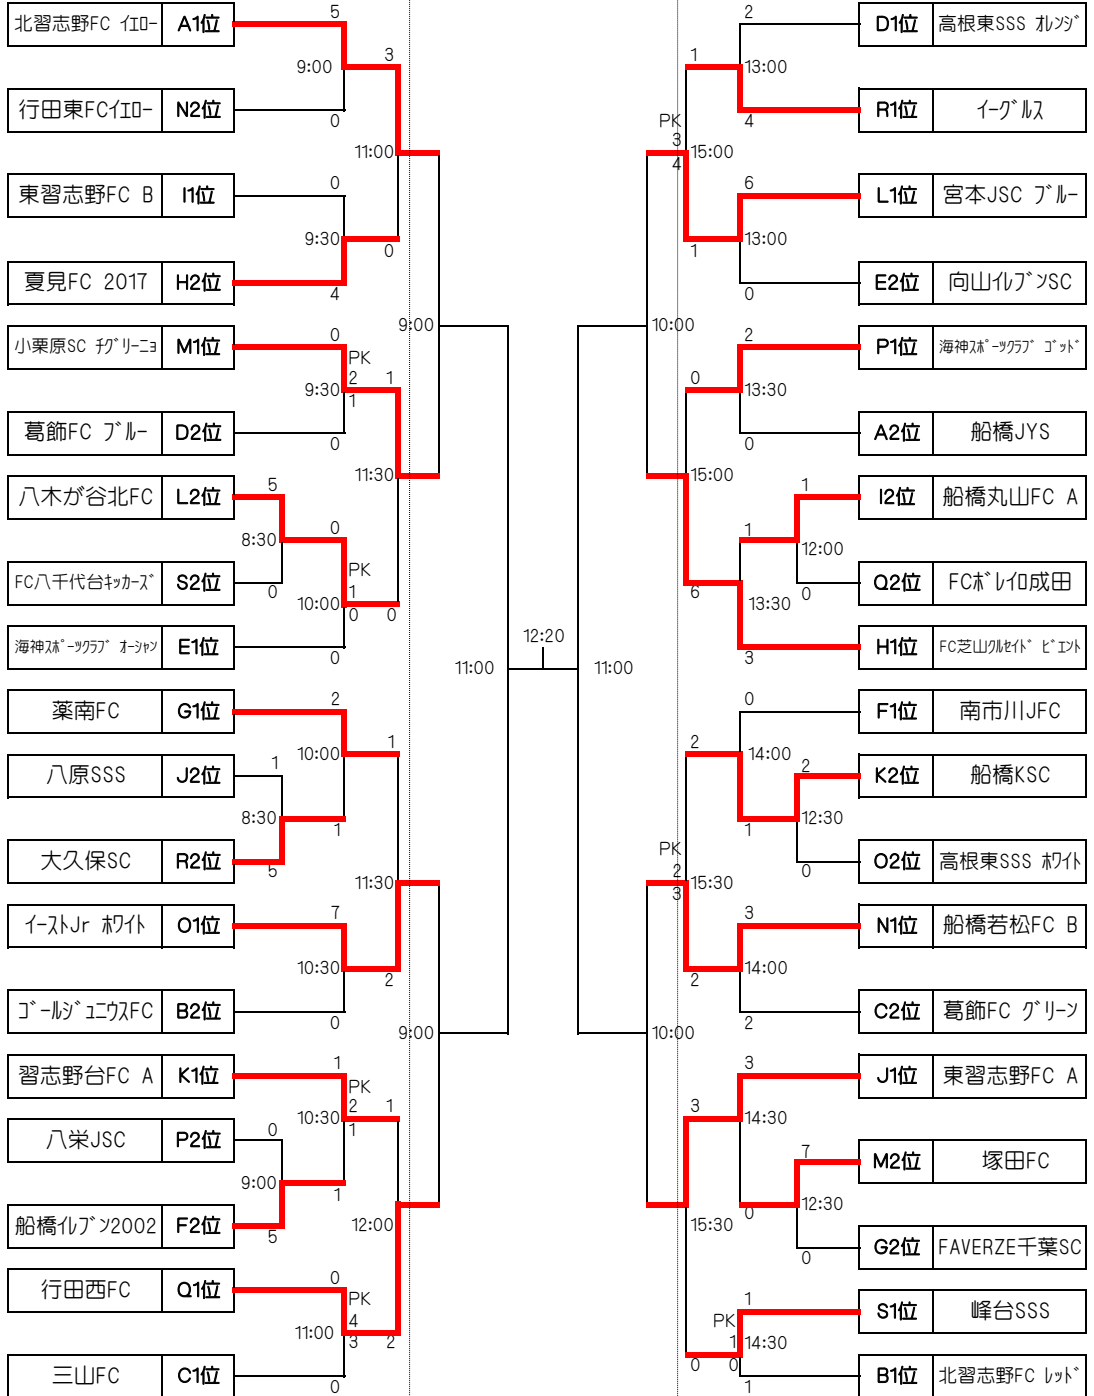 北習志野FC ｲｴﾛｰ A1位 5
9:00 3
行田東FCｲｴﾛｰ N2位 0
11:00
東習志野FC B I1位 0
9:30 0
夏見FC 2017 H2位 4
9:00
小栗原SC ﾁｸﾞﾘｰﾆｮ M1位 0
PK
9:30 2 1
1
葛飾FC ﾌﾞﾙｰ D2位 0
11:30
八木が谷北FC L2位 5
8:30 0
FC八千代台ｷｯｶｰｽﾞ S2位 0
PK
10:00 1
0 0
海神ｽﾎﾟｰﾂｸﾗﾌﾞ ｵｰｼｬﾝ E1位 0
11:00
薬南FC G1位 2
10:00 1
八原SSS J2位 1
8:30 1
大久保SC R2位 5
11:30
ｲｰｽﾄJr ﾎﾜｲﾄ O1位 7
10:30 2
ｺﾞｰﾙｼﾞｭﾆｳｽFC B2位 0
9:00
習志野台FC A K1位 1
PK
10:30 2 1
1
八栄JSC P2位 0
9:00 1
船橋ｲﾚﾌﾞﾝ2002 F2位 5
12:00
行田西FC Q1位 0
PK
11:00 4
3 2
三山FC C1位 0
12:20
11:00
2 D1位 高根東SSS ｵﾚﾝｼﾞ
1 13:00
4 R1位 ｲｰｸﾞﾙｽ
PK
3
4 15:00
6 L1位 宮本JSC ﾌﾞﾙｰ
1 13:00
0 E2位 向山ｲﾚﾌﾞﾝSC
10:00
2 P1位 海神ｽﾎﾟｰﾂｸﾗﾌﾞ ｺﾞｯﾄﾞ
0 13:30
0 A2位 船橋JYS
15:00
1 I2位 船橋丸山FC A
1 12:00
0 Q2位 FCﾎﾞﾚｲﾛ成田
6 13:30
3 H1位 FC芝山ｸﾙｾｲﾄﾞ ﾋﾞｴﾝﾄ
0 F1位 南市川JFC
2 14:00
2 K2位 船橋KSC
1 12:30
0 O2位 高根東SSS ﾎﾜｲﾄ
PK
2
3 15:30
3 N1位 船橋若松FC B
2 14:00
2 C2位 葛飾FC ｸﾞﾘｰﾝ
10:00
3 J1位 東習志野FC A
3 14:30
7 M2位 塚田FC
0 12:30
0 G2位 FAVERZE千葉SC
15:30
1 S1位 峰台SSS
PK
1 14:30
0 0
1 B1位 北習志野FC ﾚｯﾄﾞ